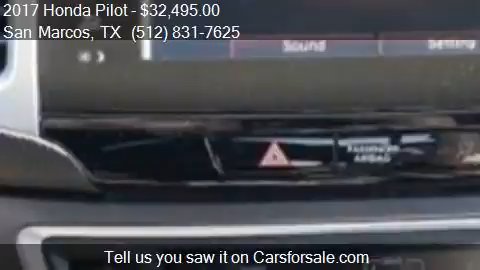 2017 Honda Pilot - $32,495.00
San Marcos, TX (512) 831-7625
Sound Setting
PASSENGER
AIRBAG
Tell us you saw it on Carsforsale.com